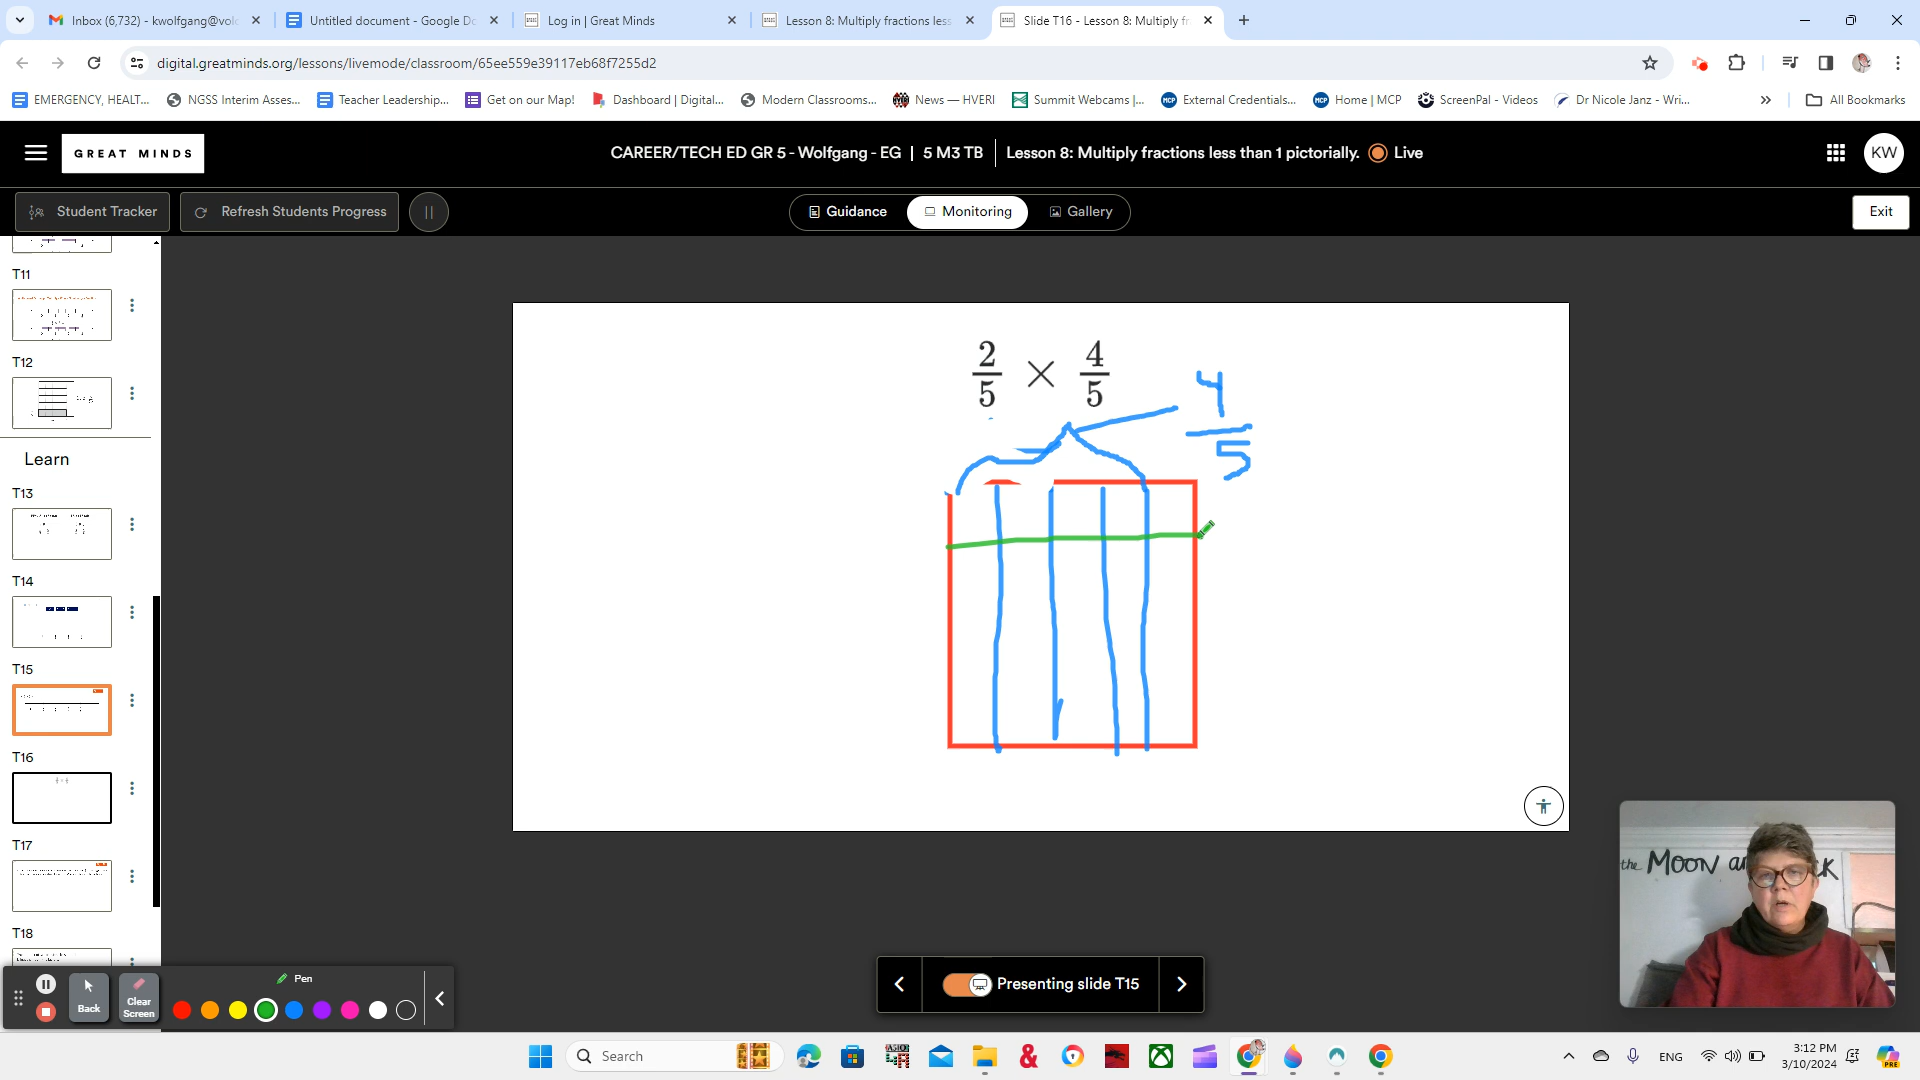 Inbox (6,732) - kwolfgang@vol
Untitled document - Google Do
Log in | Great Minds
Lesson 8: Multiply fractions less
Slide T16 - Lesson 8: Multiply fr
digital.greatminds.org/lessons/livemode/classroom/65ee559e39117eb68f7255d2
EMERGENCY, HEALT...
NGSS Interim Asses...
Teacher Leadership...
Get on our Map!
Dashboard | Digital...
Modern Classrooms...
News — HVERI
Summit Webcams |...
External Credentials...
Home | MCP
ScreenPal - Videos
Dr Nicole Janz - Wri...
All Bookmarks
GREAT MINDS
CAREER/TECH ED GR 5 - Wolfgang - EG | 5 M3 TB
Lesson 8: Multiply fractions less than 1 pictorially.
Live
KW
Student Tracker
Refresh Students Progress
Guidance
Monitoring
Gallery
Exit
T11
T12
Learn
T13
T14
T15
T16
T17
T18
2/5 × 4/5
4/5
the MOON a
CK
Pen
Back
Clear
Screen
Presenting slide T15
Search
ENG
3:12 PM
3/10/2024
PRE